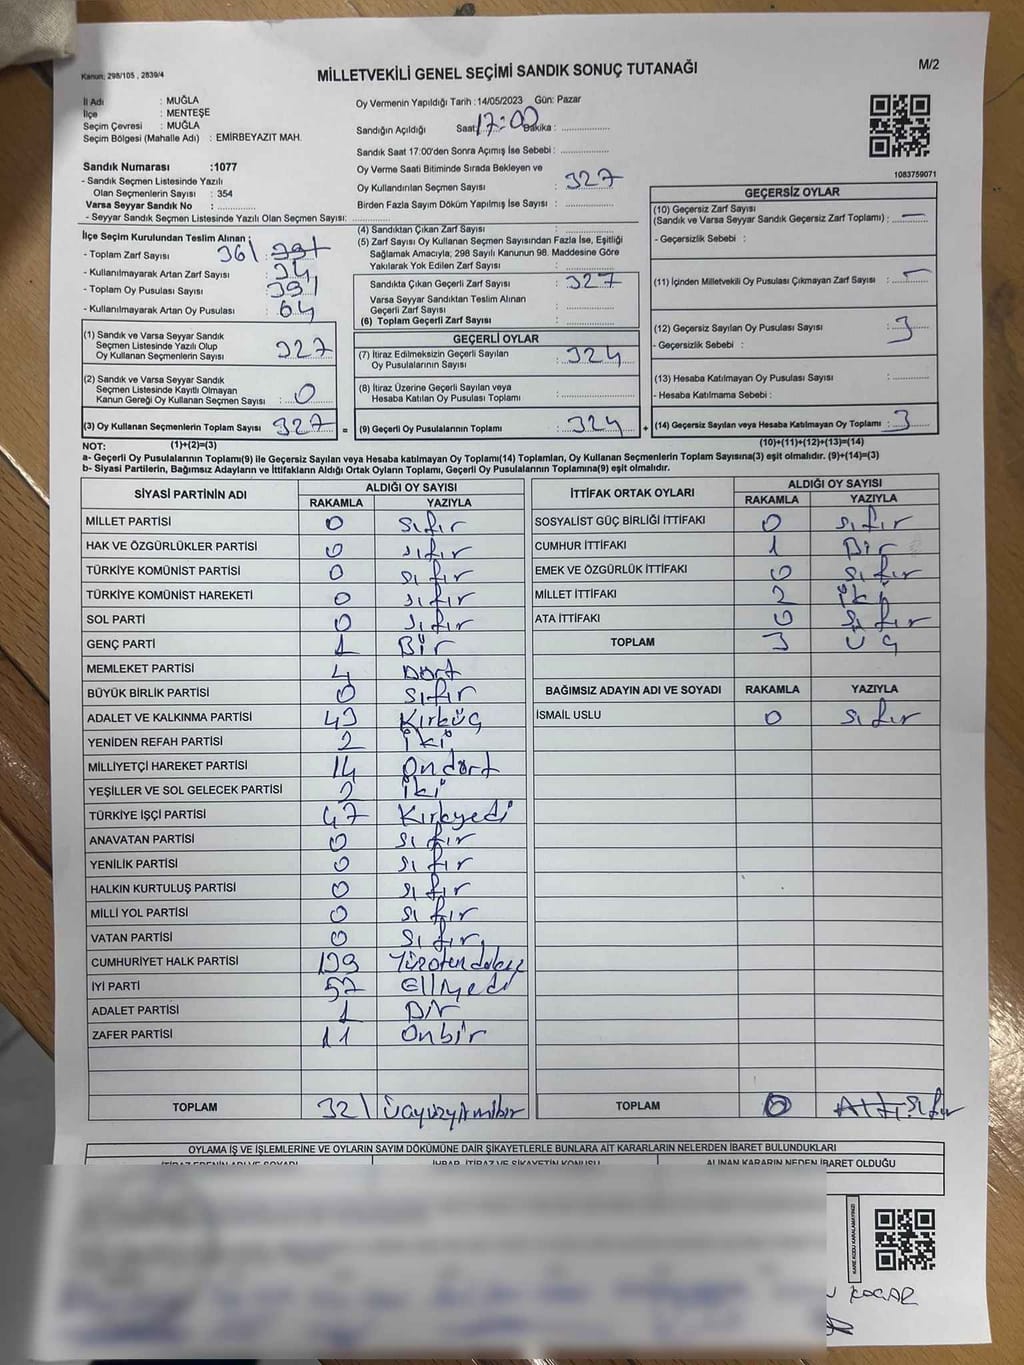 Kanun; 298/105 , 2839/4
MİLLETVEKİLİ GENEL SEÇİMİ SANDIK SONUÇ TUTANAĞI
M/2
İl Adı : MUĞLA
İlçe : MENTEŞE
Seçim Çevresi : MUĞLA
Seçim Bölgesi (Mahalle Adı) : EMİRBEYAZIT MAH.
Sandık Numarası :1077
- Sandık Seçmen Listesinde Yazılı
Olan Seçmenlerin Sayısı : 354
Varsa Seyyar Sandık No : ..............
- Seyyar Sandık Seçmen Listesinde Yazılı Olan Seçmen Sayısı: ..............
Oy Vermenin Yapıldığı Tarih : 14/05/2023 Gün: Pazar
Sandığın Açıldığı Saat 17:00 Dakika : ..............
Sandık Saat 17:00'den Sonra Açımış İse Sebebi : ..............
Oy Verme Saati Bitiminde Sırada Bekleyen ve
Oy Kullandırılan Seçmen Sayısı : 327
Birden Fazla Sayım Döküm Yapılmış İse Sayısı : ..............
1083759071
İlçe Seçim Kurulundan Teslim Alınan ;
- Toplam Zarf Sayısı 361 : 391
- Kullanılmayarak Artan Zarf Sayısı : 34
- Toplam Oy Pusulası Sayısı : 391
- Kullanılmayarak Artan Oy Pusulası : 64
(1) Sandık ve Varsa Seyyar Sandık
Seçmen Listesinde Yazılı Olup
Oy Kullanan Seçmenlerin Sayısı : 327
(2) Sandık ve Varsa Seyyar Sandık
Seçmen Listesinde Kayıtlı Olmayan
Kanun Gereği Oy Kullanan Seçmen Sayısı : 0
(3) Oy Kullanan Seçmenlerin Toplam Sayısı : 327
(4) Sandıktan Çıkan Zarf Sayısı : ..............
(5) Zarf Sayısı Oy Kullanan Seçmen Sayısından Fazla İse, Eşitliği
Sağlamak Amacıyla; 298 Sayılı Kanunun 98. Maddesine Göre
Yakılarak Yok Edilen Zarf Sayısı : ..............
Sandıkta Çıkan Geçerli Zarf Sayısı : 327
Varsa Seyyar Sandıktan Teslim Alınan
Geçerli Zarf Sayısı : ..............
(6) Toplam Geçerli Zarf Sayısı : ..............
GEÇERLİ OYLAR
(7) İtiraz Edilmeksizin Geçerli Sayılan
Oy Pusulalarının Sayısı : 324
(8) İtiraz Üzerine Geçerli Sayılan veya
Hesaba Katılan Oy Pusulası Toplamı : ..............
= (9) Geçerli Oy Pusulalarının Toplamı : 324 +
GEÇERSİZ OYLAR
(10) Geçersiz Zarf Sayısı
(Sandık ve Varsa Seyyar Sandık Geçersiz Zarf Toplamı) : —
- Geçersizlik Sebebi :
(11) İçinden Milletvekili Oy Pusulası Çıkmayan Zarf Sayısı : —
(12) Geçersiz Sayılan Oy Pusulası Sayısı : 3
- Geçersizlik Sebebi :
(13) Hesaba Katılmayan Oy Pusulası Sayısı : ..............
- Hesaba Katılmama Sebebi :
(14) Geçersiz Sayılan veya Hesaba Katılmayan Oy Toplamı : 3
NOT: (1)+(2)=(3) (10)+(11)+(12)+(13)=(14)
a- Geçerli Oy Pusulalarının Toplamı(9) ile Geçersiz Sayılan veya Hesaba Katılmayan Oy Toplamı(14) Toplamları, Oy Kullanan Seçmenlerin Toplam Sayısına(3) eşit olmalıdır. (9)+(14)=(3)
b- Siyasi Partilerin, Bağımsız Adayların ve İttifakların Aldığı Ortak Oyların Toplamı, Geçerli Oy Pusulalarının Toplamına(9) eşit olmalıdır.
SİYASİ PARTİNİN ADI ALDIĞI OY SAYISI
RAKAMLA YAZIYLA
MİLLET PARTİSİ 0 sıfır
HAK VE ÖZGÜRLÜKLER PARTİSİ 0 sıfır
TÜRKİYE KOMÜNİST PARTİSİ 0 sıfır
TÜRKİYE KOMÜNİST HAREKETİ 0 sıfır
SOL PARTİ 0 sıfır
GENÇ PARTİ 1 Bir
MEMLEKET PARTİSİ 4 Dört
BÜYÜK BİRLİK PARTİSİ 0 sıfır
ADALET VE KALKINMA PARTİSİ 43 Kırküç
YENİDEN REFAH PARTİSİ 2 İki
MİLLİYETÇİ HAREKET PARTİSİ 14 Ondört
YEŞİLLER VE SOL GELECEK PARTİSİ 2 İki
TÜRKİYE İŞÇİ PARTİSİ 47 Kırkyedi
ANAVATAN PARTİSİ 0 sıfır
YENİLİK PARTİSİ 0 sıfır
HALKIN KURTULUŞ PARTİSİ 0 sıfır
MİLLİ YOL PARTİSİ 0 sıfır
VATAN PARTİSİ 0 sıfır
CUMHURİYET HALK PARTİSİ 139
İYİ PARTİ 57 Elliyedi
ADALET PARTİSİ 1 Bir
ZAFER PARTİSİ 11 Onbir
TOPLAM 321 Üçyüzyirmibir
İTTİFAK ORTAK OYLARI ALDIĞI OY SAYISI
RAKAMLA YAZIYLA
SOSYALİST GÜÇ BİRLİĞİ İTTİFAKI 0 sıfır
CUMHUR İTTİFAKI 1 Bir
EMEK VE ÖZGÜRLÜK İTTİFAKI 0 sıfır
MİLLET İTTİFAKI 2 İki
ATA İTTİFAKI 0 sıfır
TOPLAM 3 Üç
BAĞIMSIZ ADAYIN ADI VE SOYADI RAKAMLA YAZIYLA
İSMAİL USLU 0 sıfır
TOPLAM 0 Altı sıfır
OYLAMA İŞ VE İŞLEMLERİNE VE OYLARIN SAYIM DÖKÜMÜNE DAİR ŞİKAYETLERLE BUNLARA AİT KARARLARIN NELERDEN İBARET BULUNDUKLARI
İTİRAZ EDENİN ADI VE SOYADI İHBAR, İTİRAZ VE ŞİKAYETİN KONUSU ALINAN KARARIN NEDEN İBARET OLDUĞU
KARE KODU KARALAMAYINIZ!
KOCAR